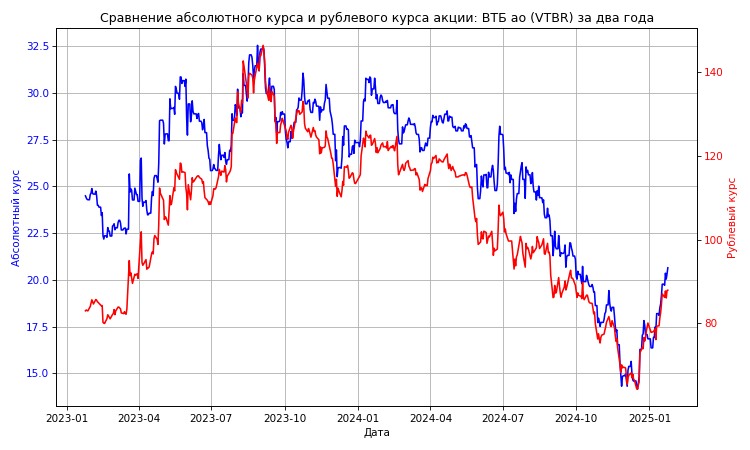 Сравнение абсолютного курса и рублевого курса акции: ВТБ ао (VTBR) за два года
32.5
30.0
27.5
25.0
22.5
20.0
17.5
15.0
Абсолютный курс
140
120
100
80
Рублевый курс
2023-01 2023-04 2023-07 2023-10 2024-01 2024-04 2024-07 2024-10 2025-01
Дата